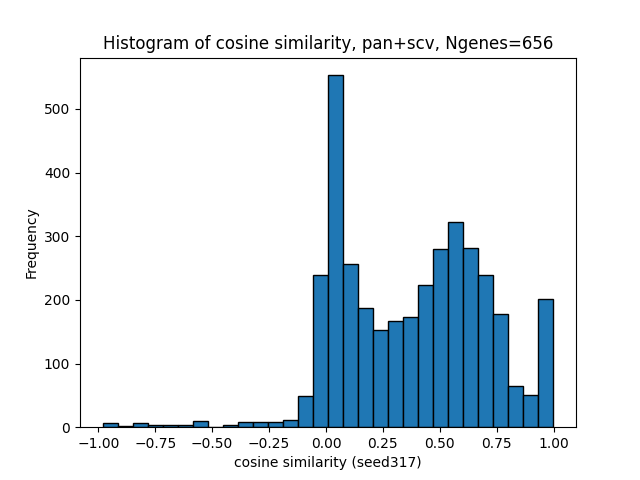 Histogram of cosine similarity, pan+scv, Ngenes=656
Frequency
500
400
300
200
100
0
−1.00 −0.75 −0.50 −0.25 0.00 0.25 0.50 0.75 1.00
cosine similarity (seed317)